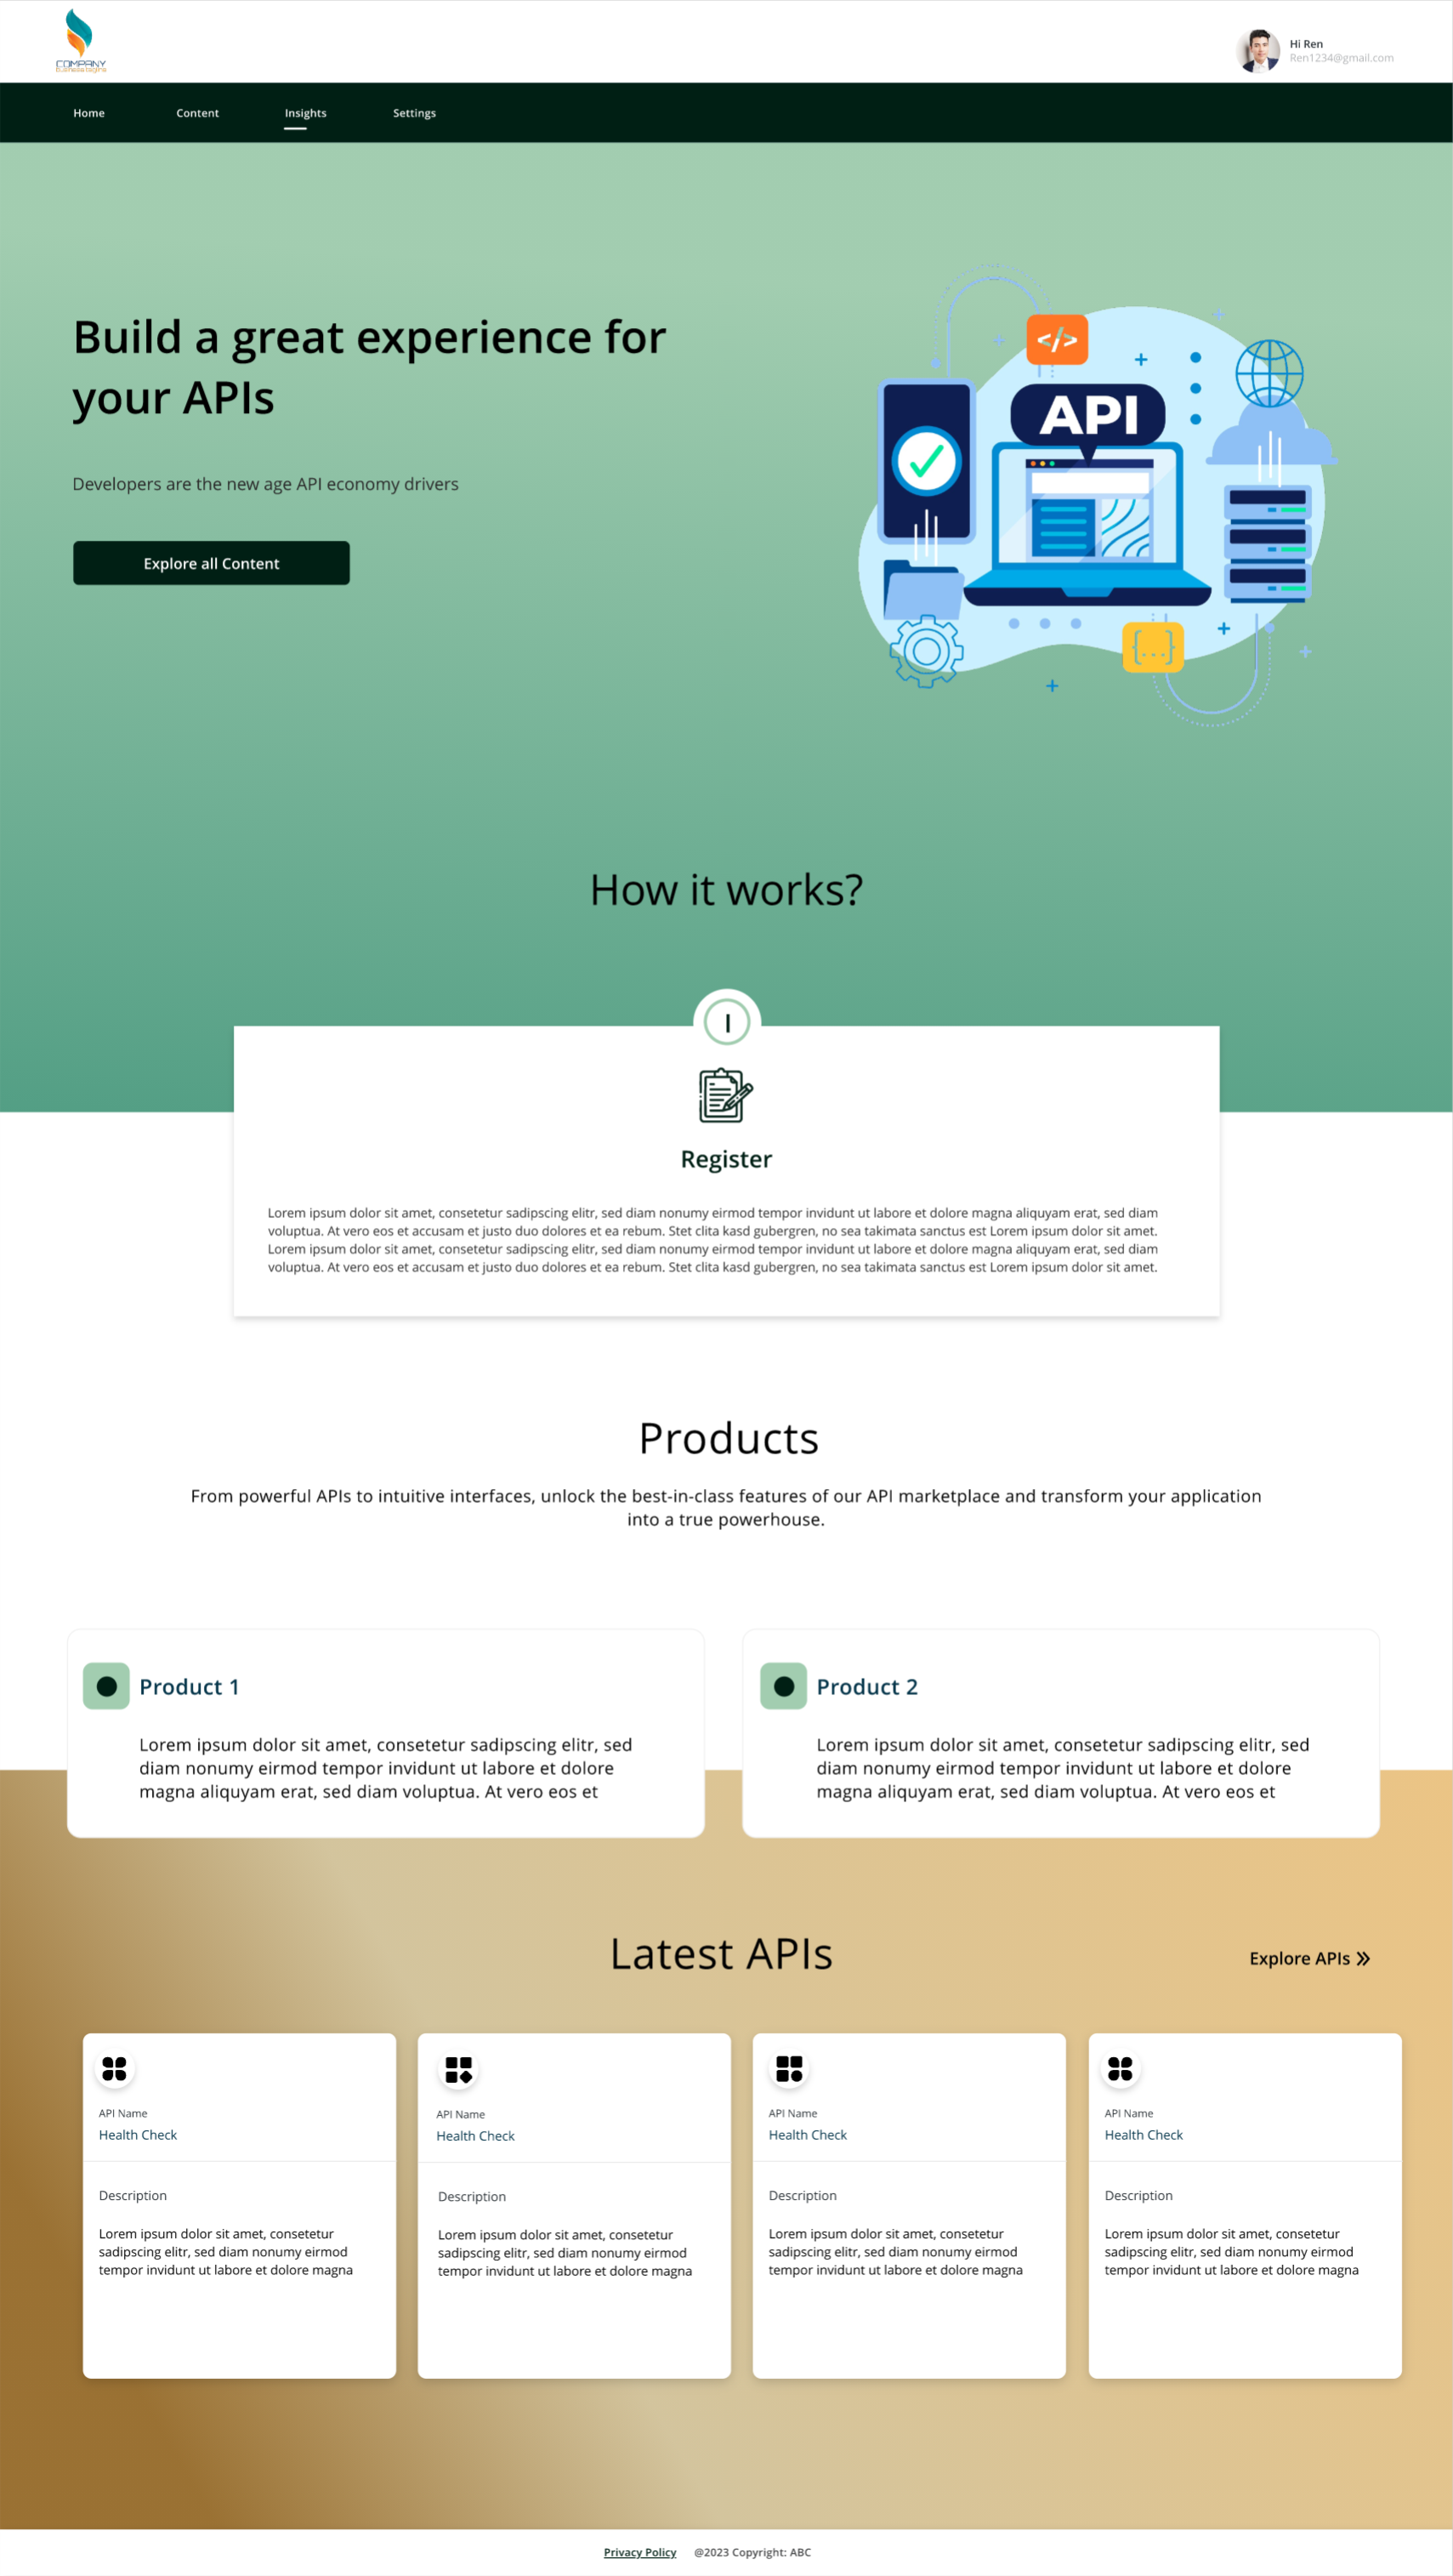 COMPANY
Hi Ren
Ren1234@gmail.com
Home
Content
Insights
Settings
Build a great experience for
your APIs
Developers are the new age API economy drivers
Explore all Content
</>
API
{...}
How it works?
I
Register
Lorem ipsum dolor sit amet, consetetur sadipscing elitr, sed diam nonumy eirmod tempor invidunt ut labore et dolore magna aliquyam erat, sed diam
voluptua. At vero eos et accusam et justo duo dolores et ea rebum. Stet clita kasd gubergren, no sea takimata sanctus est Lorem ipsum dolor sit amet.
Lorem ipsum dolor sit amet, consetetur sadipscing elitr, sed diam nonumy eirmod tempor invidunt ut labore et dolore magna aliquyam erat, sed diam
voluptua. At vero eos et accusam et justo duo dolores et ea rebum. Stet clita kasd gubergren, no sea takimata sanctus est Lorem ipsum dolor sit amet.
Products
From powerful APIs to intuitive interfaces, unlock the best-in-class features of our API marketplace and transform your application
into a true powerhouse.
Product 1
Lorem ipsum dolor sit amet, consetetur sadipscing elitr, sed
diam nonumy eirmod tempor invidunt ut labore et dolore
magna aliquyam erat, sed diam voluptua. At vero eos et
Product 2
Lorem ipsum dolor sit amet, consetetur sadipscing elitr, sed
diam nonumy eirmod tempor invidunt ut labore et dolore
magna aliquyam erat, sed diam voluptua. At vero eos et
Latest APIs
Explore APIs
API Name
Health Check
Description
Lorem ipsum dolor sit amet, consetetur
sadipscing elitr, sed diam nonumy eirmod
tempor invidunt ut labore et dolore magna
API Name
Health Check
Description
Lorem ipsum dolor sit amet, consetetur
sadipscing elitr, sed diam nonumy eirmod
tempor invidunt ut labore et dolore magna
API Name
Health Check
Description
Lorem ipsum dolor sit amet, consetetur
sadipscing elitr, sed diam nonumy eirmod
tempor invidunt ut labore et dolore magna
API Name
Health Check
Description
Lorem ipsum dolor sit amet, consetetur
sadipscing elitr, sed diam nonumy eirmod
tempor invidunt ut labore et dolore magna
Privacy Policy
@2023 Copyright: ABC